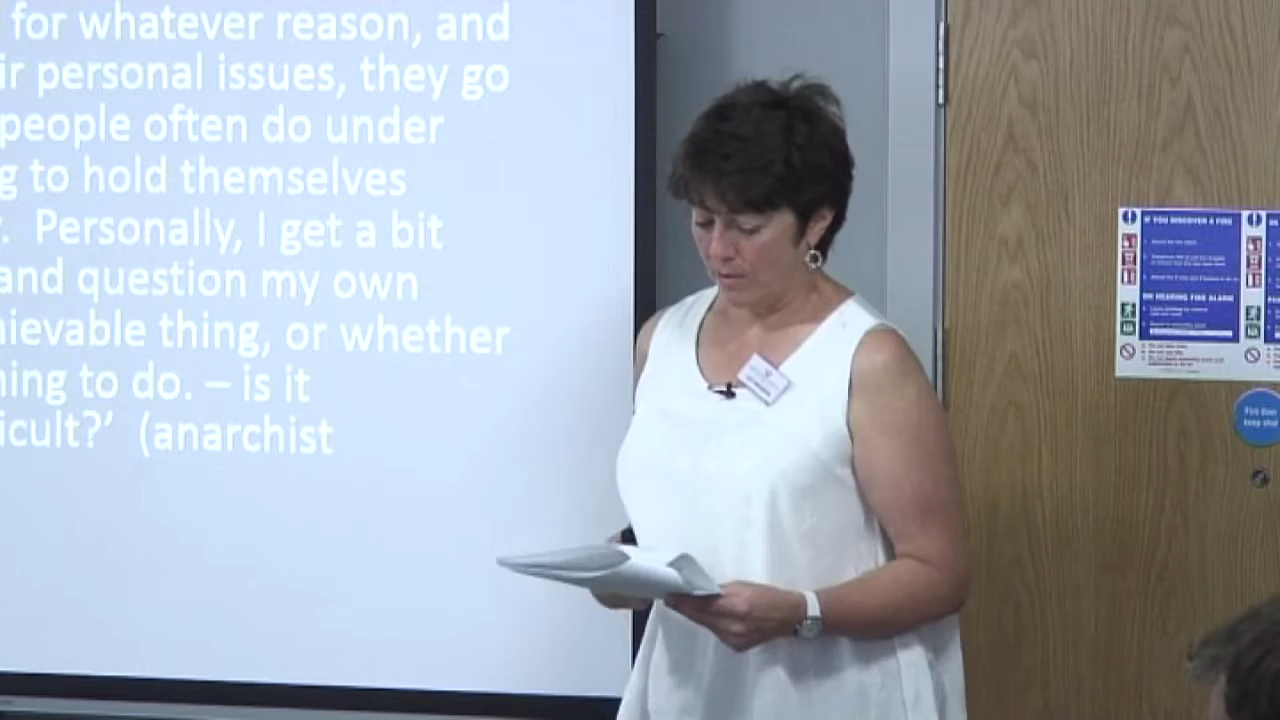 for whatever reason, and
ir personal issues, they go
people often do under
g to hold themselves
. Personally, I get a bit
and question my own
hievable thing, or whether
hing to do. – is it
icult?’ (anarchist
IF YOU DISCOVER A FIRE
ON HEARING FIRE ALARM
Fire door
keep shut